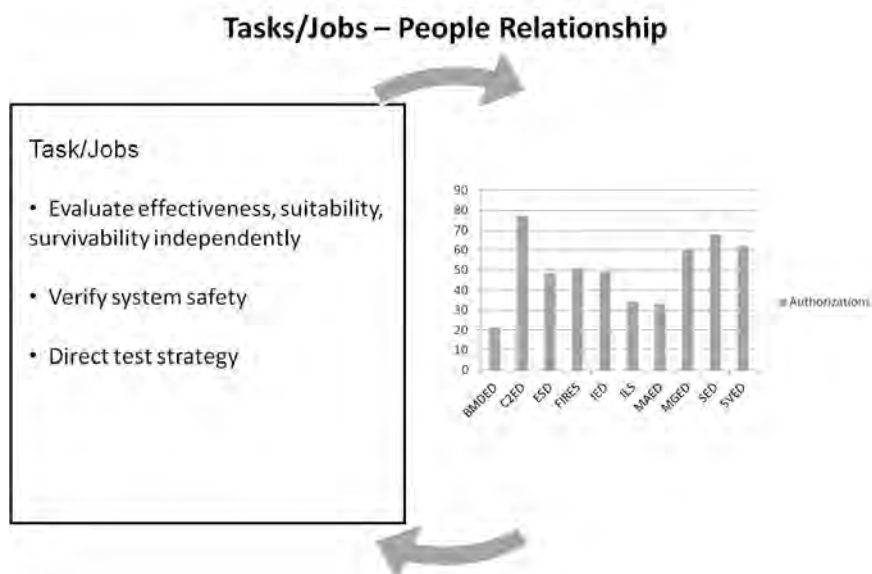 Tasks/Jobs – People Relationship
Task/Jobs
• Evaluate effectiveness, suitability,
survivability independently
• Verify system safety
• Direct test strategy
90
80
70
60
50
40
30
20
10
0
BMDED
C2ED
ESD
FIRES
IED
ILS
MAED
MGED
SED
SVED
Authorizations